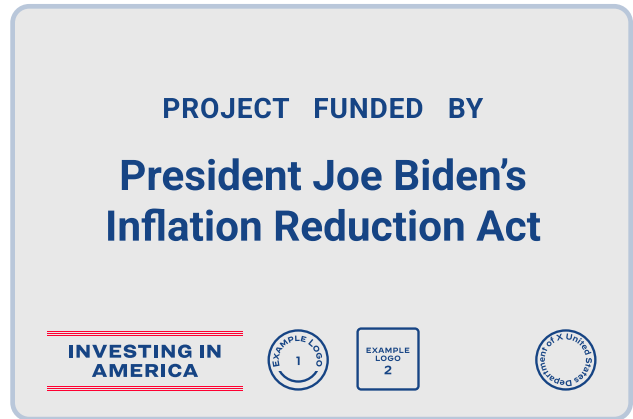 PROJECT FUNDED BY
President Joe Biden’s
Inflation Reduction Act
INVESTING IN
AMERICA
EXAMPLE LOGO
1
EXAMPLE
LOGO
2
Department of X United States